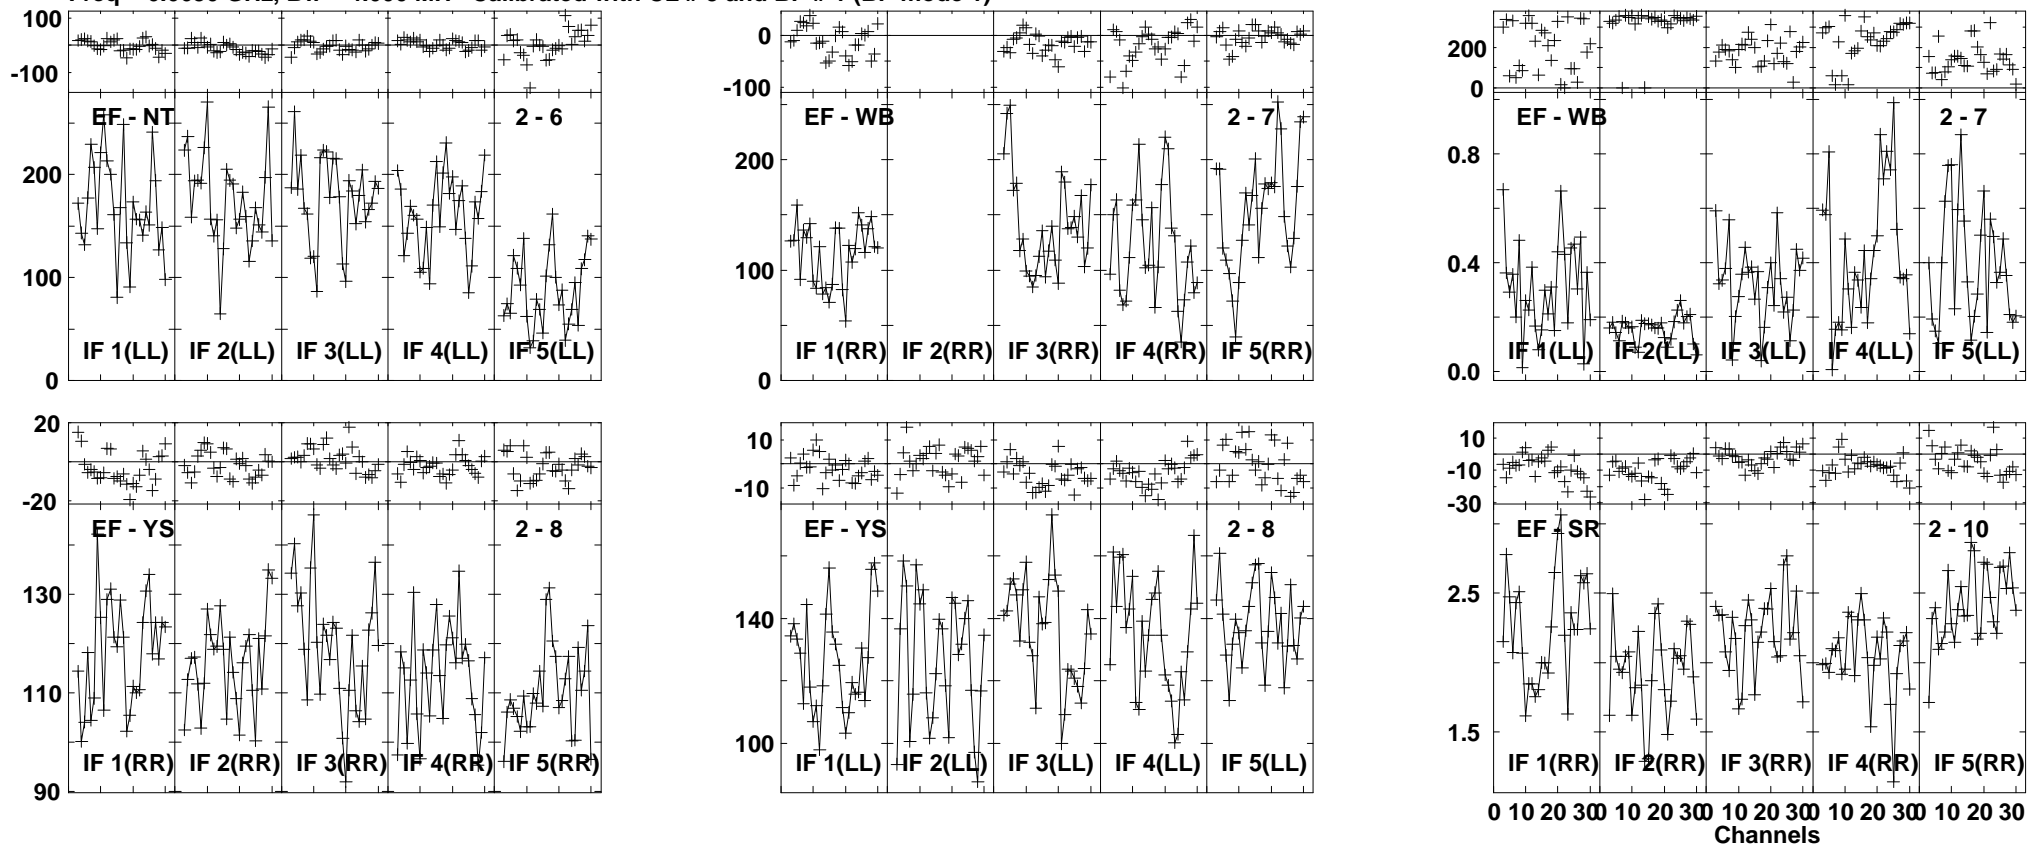 100
-100
EF - NT 2 - 6
200
100
0
IF 1(LL) IF 2(LL) IF 3(LL) IF 4(LL) IF 5(LL)
0
-100
EF - WB 2 - 7
200
100
0
IF 1(RR) IF 2(RR) IF 3(RR) IF 4(RR) IF 5(RR)
200
0
EF - WB 2 - 7
0.8
0.4
0.0
IF 1(LL) IF 2(LL) IF 3(LL) IF 4(LL) IF 5(LL)
20
-20
EF - YS 2 - 8
130
110
90
IF 1(RR) IF 2(RR) IF 3(RR) IF 4(RR) IF 5(RR)
10
-10
EF - YS 2 - 8
140
100
IF 1(LL) IF 2(LL) IF 3(LL) IF 4(LL) IF 5(LL)
10
-10
-30
EF - SR 2 - 10
2.5
1.5
IF 1(RR) IF 2(RR) IF 3(RR) IF 4(RR) IF 5(RR)
0 10 20 30 0 10 20 30 0 10 20 30 0 10 20 30 0 10 20 30
Channels